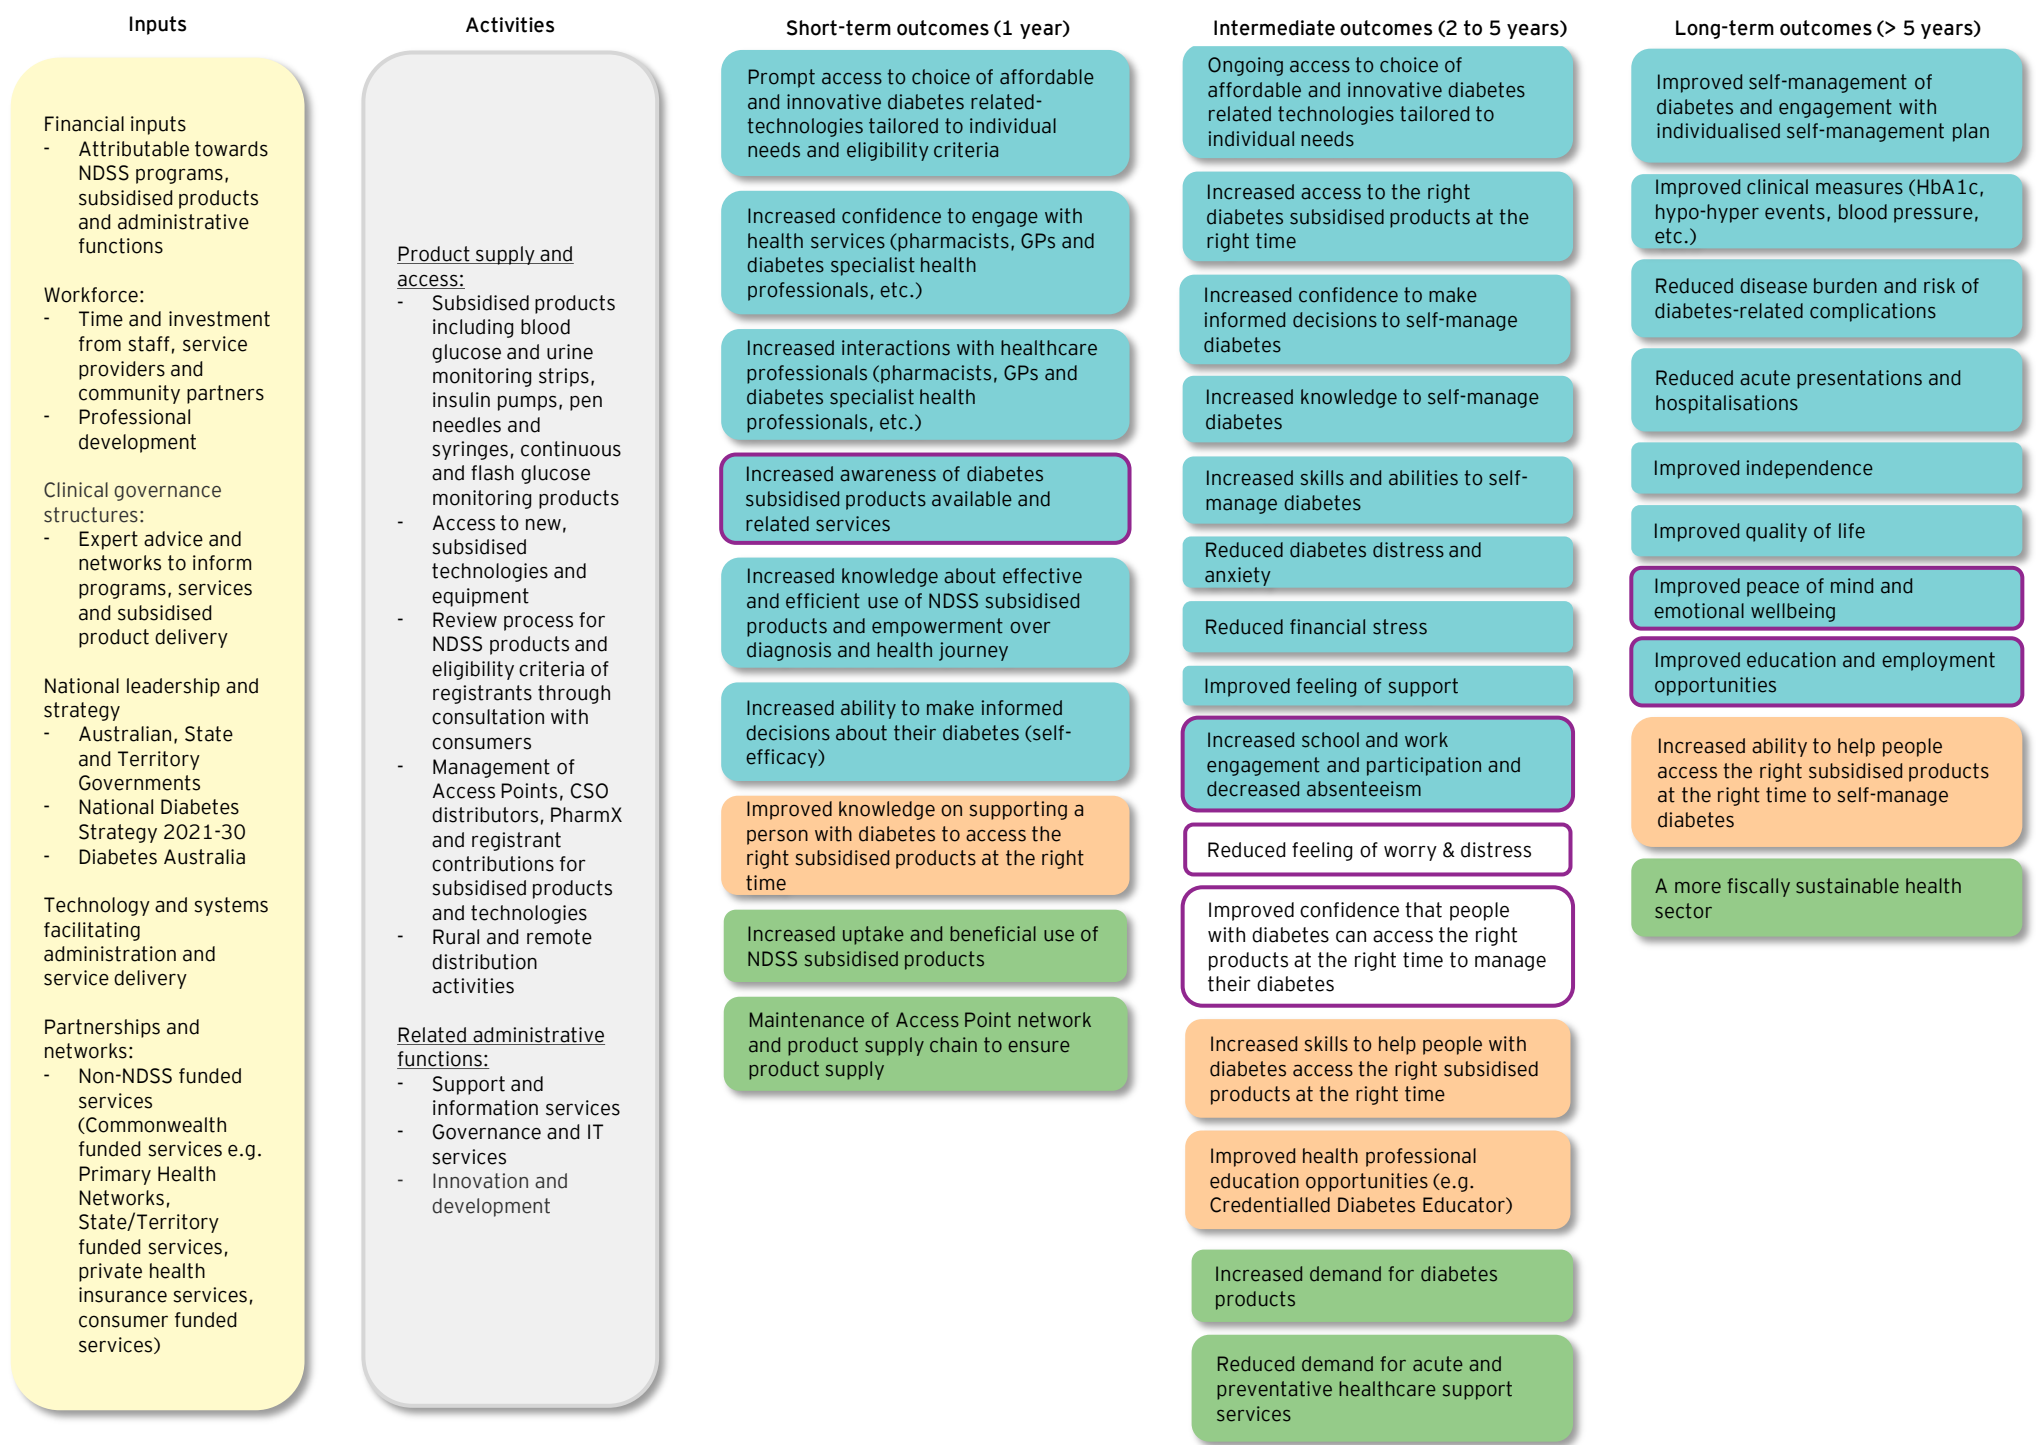 Inputs
Financial inputs
- Attributable towards
NDSS programs,
subsidised products
and administrative
functions
Workforce:
- Time and investment
from staff, service
providers and
community partners
- Professional
development
Clinical governance
structures:
- Expert advice and
networks to inform
programs, services
and subsidised
product delivery
National leadership and
strategy
- Australian, State
and Territory
Governments
- National Diabetes
Strategy 2021-30
- Diabetes Australia
Technology and systems
facilitating
administration and
service delivery
Partnerships and
networks:
- Non-NDSS funded
services
(Commonwealth
funded services e.g.
Primary Health
Networks,
State/Territory
funded services,
private health
insurance services,
consumer funded
services)
Activities
Product supply and
access:
- Subsidised products
including blood
glucose and urine
monitoring strips,
insulin pumps, pen
needles and
syringes, continuous
and flash glucose
monitoring products
- Access to new,
subsidised
technologies and
equipment
- Review process for
NDSS products and
eligibility criteria of
registrants through
consultation with
consumers
- Management of
Access Points, CSO
distributors, PharmX
and registrant
contributions for
subsidised products
and technologies
- Rural and remote
distribution
activities
Related administrative
functions:
- Support and
information services
- Governance and IT
services
- Innovation and
development
Short-term outcomes (1 year)
Prompt access to choice of affordable
and innovative diabetes related-
technologies tailored to individual
needs and eligibility criteria
Increased confidence to engage with
health services (pharmacists, GPs and
diabetes specialist health
professionals, etc.)
Increased interactions with healthcare
professionals (pharmacists, GPs and
diabetes specialist health
professionals, etc.)
Increased awareness of diabetes
subsidised products available and
related services
Increased knowledge about effective
and efficient use of NDSS subsidised
products and empowerment over
diagnosis and health journey
Increased ability to make informed
decisions about their diabetes (self-
efficacy)
Improved knowledge on supporting a
person with diabetes to access the
right subsidised products at the right
time
Increased uptake and beneficial use of
NDSS subsidised products
Maintenance of Access Point network
and product supply chain to ensure
product supply
Intermediate outcomes (2 to 5 years)
Ongoing access to choice of
affordable and innovative diabetes
related technologies tailored to
individual needs
Increased access to the right
diabetes subsidised products at the
right time
Increased confidence to make
informed decisions to self-manage
diabetes
Increased knowledge to self-manage
diabetes
Increased skills and abilities to self-
manage diabetes
Reduced diabetes distress and
anxiety
Reduced financial stress
Improved feeling of support
Increased school and work
engagement and participation and
decreased absenteeism
Reduced feeling of worry & distress
Improved confidence that people
with diabetes can access the right
products at the right time to manage
their diabetes
Increased skills to help people with
diabetes access the right subsidised
products at the right time
Improved health professional
education opportunities (e.g.
Credentialled Diabetes Educator)
Increased demand for diabetes
products
Reduced demand for acute and
preventative healthcare support
services
Long-term outcomes (> 5 years)
Improved self-management of
diabetes and engagement with
individualised self-management plan
Improved clinical measures (HbA1c,
hypo-hyper events, blood pressure,
etc.)
Reduced disease burden and risk of
diabetes-related complications
Reduced acute presentations and
hospitalisations
Improved independence
Improved quality of life
Improved peace of mind and
emotional wellbeing
Improved education and employment
opportunities
Increased ability to help people
access the right subsidised products
at the right time to self-manage
diabetes
A more fiscally sustainable health
sector